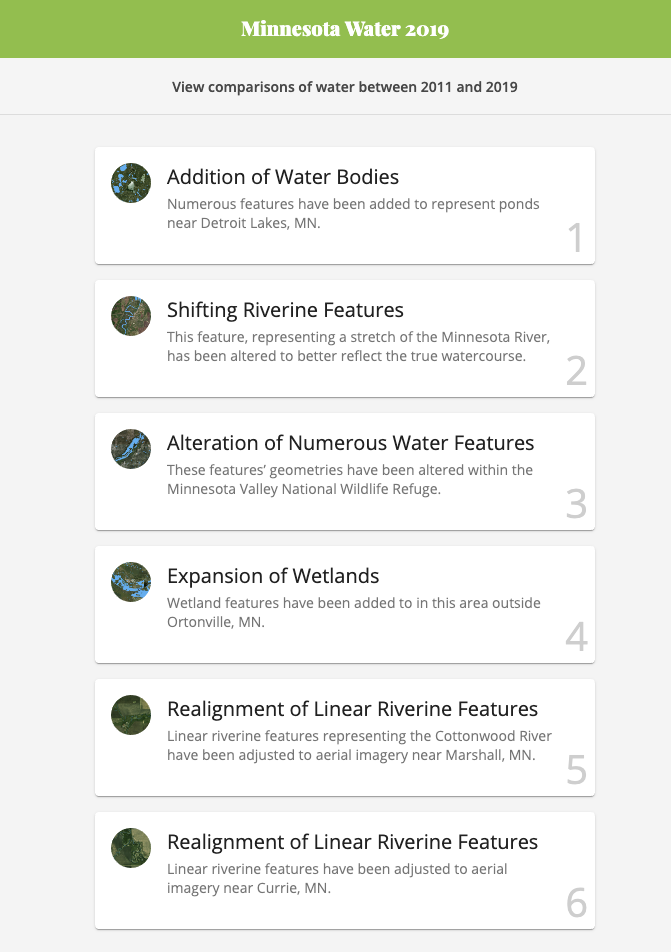 Minnesota Water 2019
View comparisons of water between 2011 and 2019
Addition of Water Bodies
Numerous features have been added to represent ponds
near Detroit Lakes, MN.
1
Shifting Riverine Features
This feature, representing a stretch of the Minnesota River,
has been altered to better reflect the true watercourse.
2
Alteration of Numerous Water Features
These features’ geometries have been altered within the
Minnesota Valley National Wildlife Refuge.
3
Expansion of Wetlands
Wetland features have been added to in this area outside
Ortonville, MN.
4
Realignment of Linear Riverine Features
Linear riverine features representing the Cottonwood River
have been adjusted to aerial imagery near Marshall, MN.
5
Realignment of Linear Riverine Features
Linear riverine features have been adjusted to aerial
imagery near Currie, MN.
6